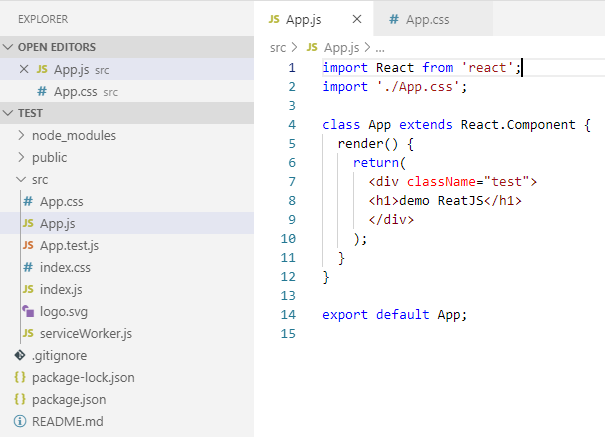 EXPLORER
OPEN EDITORS
JS App.js src
# App.css src
TEST
node_modules
public
src
# App.css
JS App.js
JS App.test.js
# index.css
JS index.js
logo.svg
JS serviceWorker.js
.gitignore
{} package-lock.json
{} package.json
README.md
JS App.js
# App.css
src > JS App.js > ...
1 import React from 'react';
2 import './App.css';
3
4 class App extends React.Component {
5 render() {
6 return(
7 <div className="test">
8 <h1>demo ReatJS</h1>
9 </div>
10 );
11 }
12 }
13
14 export default App;
15